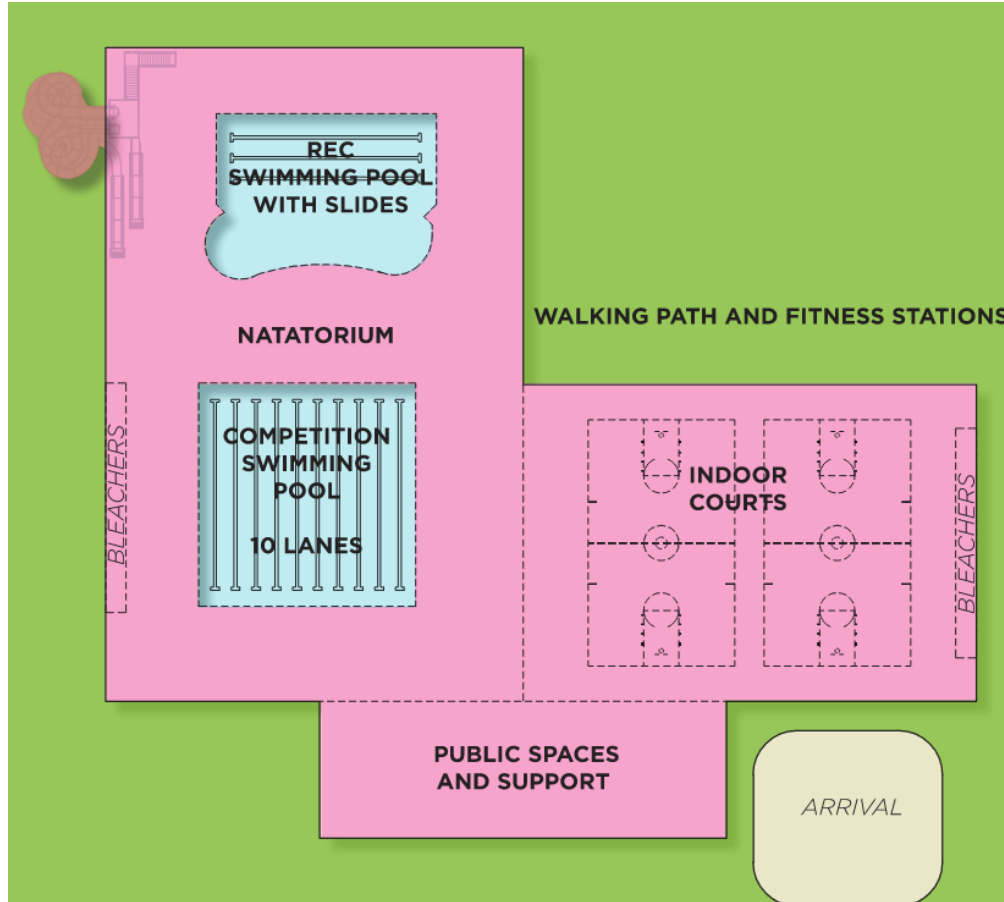 REC
SWIMMING POOL
WITH SLIDES
NATATORIUM
WALKING PATH AND FITNESS STATIONS
BLEACHERS
COMPETITION
SWIMMING
POOL
10 LANES
INDOOR
COURTS
BLEACHERS
PUBLIC SPACES
AND SUPPORT
ARRIVAL